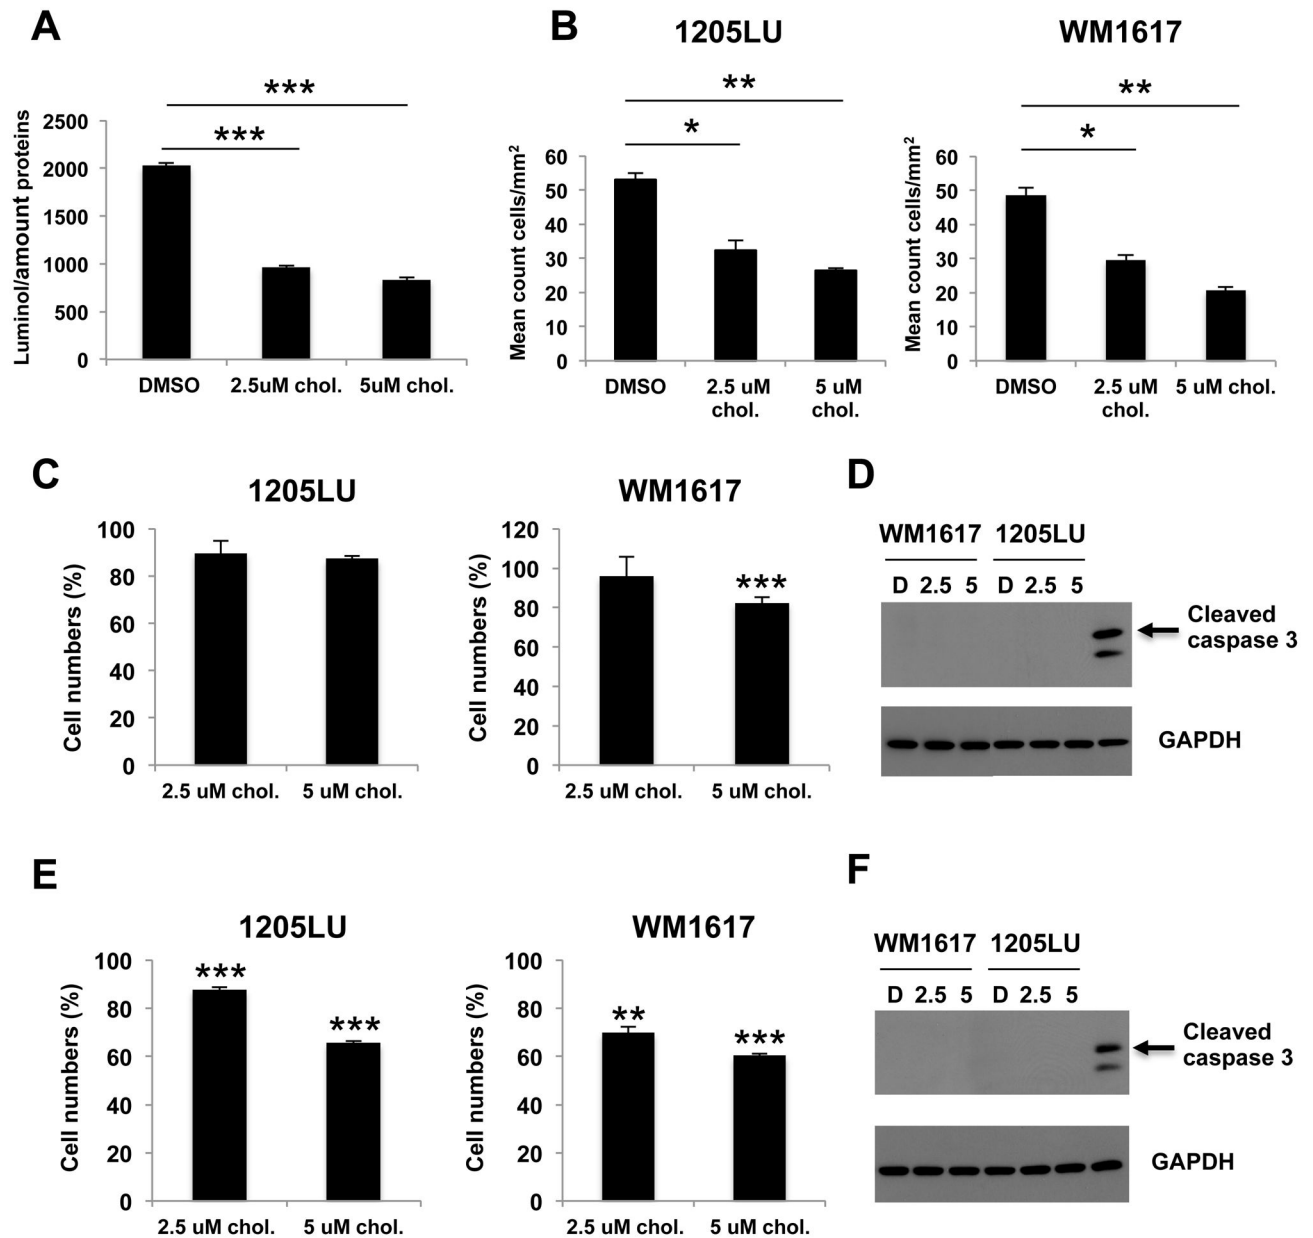 A
***
***
2500
2000
1500
1000
500
0
Luminol/amount proteins
DMSO
2.5uM chol.
5uM chol.
B
1205LU
**
*
60
50
40
30
20
10
0
Mean count cells/mm²
DMSO
2.5 uM
chol.
5 uM
chol.
WM1617
**
*
60
50
40
30
20
10
0
Mean count cells/mm²
DMSO
2.5 uM
chol.
5 uM chol.
C
1205LU
100
80
60
40
20
0
Cell numbers (%)
2.5 uM chol.
5 uM chol.
WM1617
***
120
100
80
60
40
20
0
Cell numbers (%)
2.5 uM chol.
5 uM chol.
D
WM1617 1205LU
D 2.5 5 D 2.5 5
Cleaved
caspase 3
GAPDH
E
1205LU
***
***
100
80
60
40
20
0
Cell numbers (%)
2.5 uM chol.
5 uM chol.
WM1617
**
***
100
80
60
40
20
0
Cell numbers (%)
2.5 uM chol.
5 uM chol.
F
WM1617 1205LU
D 2.5 5 D 2.5 5
Cleaved
caspase 3
GAPDH